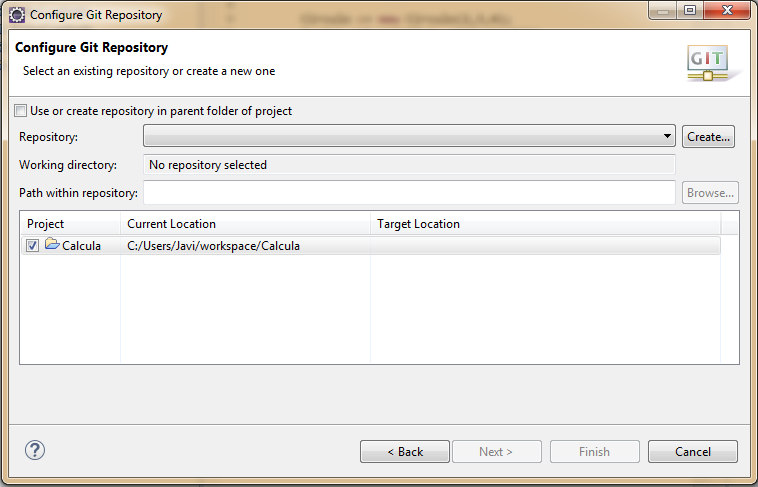 Configure Git Repository
Configure Git Repository
Select an existing repository or create a new one
GIT
Use or create repository in parent folder of project
Repository: Create...
Working directory: No repository selected
Path within repository: Browse...
Project Current Location Target Location
Calcula C:/Users/Javi/workspace/Calcula
< Back Next > Finish Cancel